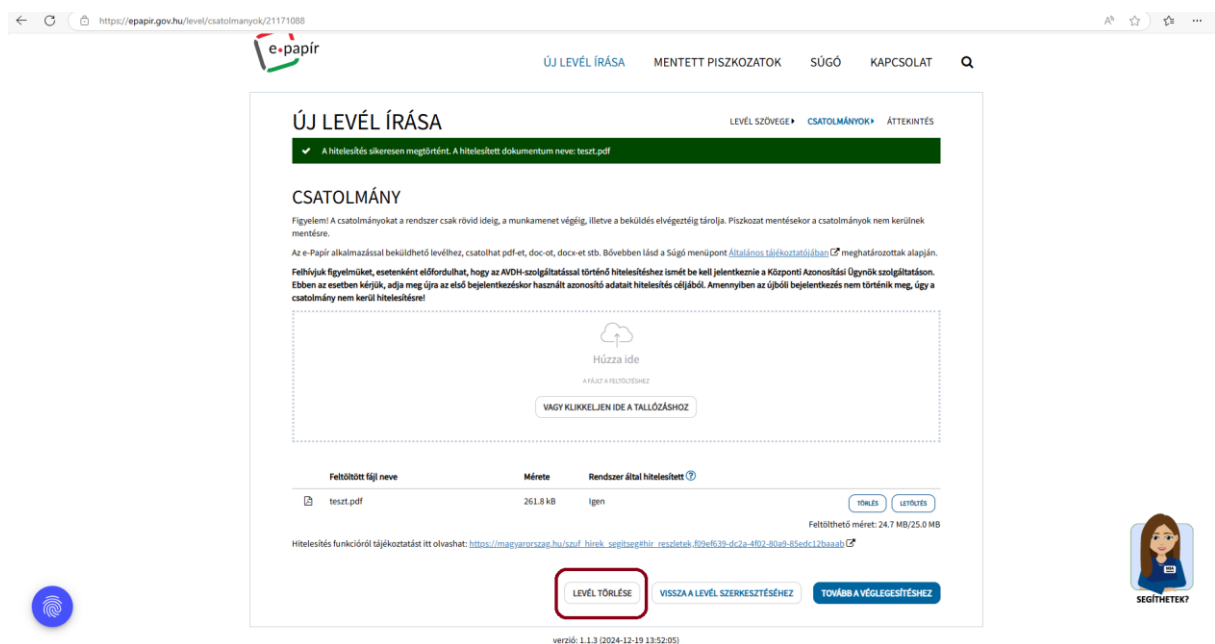 https://epapir.gov.hu/level/csatolmanyok/21171088
e•papír
ÚJ LEVÉL ÍRÁSA MENTETT PISZKOZATOK SÚGÓ KAPCSOLAT
ÚJ LEVÉL ÍRÁSA
LEVÉL SZÖVEGE CSATOLMÁNYOK ÁTTEKINTÉS
A hitelesítés sikeresen megtörtént. A hitelesített dokumentum neve: teszt.pdf
CSATOLMÁNY
Figyelem! A csatolmányokat a rendszer csak rövid ideig, a munkamenet végéig, illetve a beküldés elvégeztéig tárolja. Piszkozat mentésekor a csatolmányok nem kerülnek
mentésre.
Az e-Papír alkalmazással beküldhető levélhez, csatolhat pdf-et, doc-ot, docx-et stb. Bővebben lásd a Súgó menüpont Általános tájékoztatójában meghatározottak alapján.
Felhívjuk figyelmüket, esetenként előfordulhat, hogy az AVDH-szolgáltatással történő hitelesítéshez ismét be kell jelentkeznie a Központi Azonosítási Ügynök szolgáltatáson.
Ebben az esetben kérjük, adja meg újra az első bejelentkezéskor használt azonosító adatait hitelesítés céljából. Amennyiben az újbóli bejelentkezés nem történik meg, úgy a
csatolmány nem kerül hitelesítésre!
Húzza ide
A FÁJLT A FELTÖLTÉSHEZ
VAGY KLIKKELJEN IDE A TALLÓZÁSHOZ
Feltöltött fájl neve Mérete Rendszer által hitelesített ?
teszt.pdf 261.8 kB Igen TÖRLÉS LETÖLTÉS
Feltölthető méret: 24.7 MB/25.0 MB
Hitelesítés funkcióról tájékoztatást itt olvashat: https://magyarorszag.hu/szuf_hirek_segitseg#hir_reszletek,f09ef639-dc2a-4f02-80a9-85edc12baaab
LEVÉL TÖRLÉSE VISSZA A LEVÉL SZERKESZTÉSÉHEZ TOVÁBB A VÉGLEGESÍTÉSHEZ
SEGÍTHETEK?
verzió: 1.1.3 (2024-12-19 13:52:05)